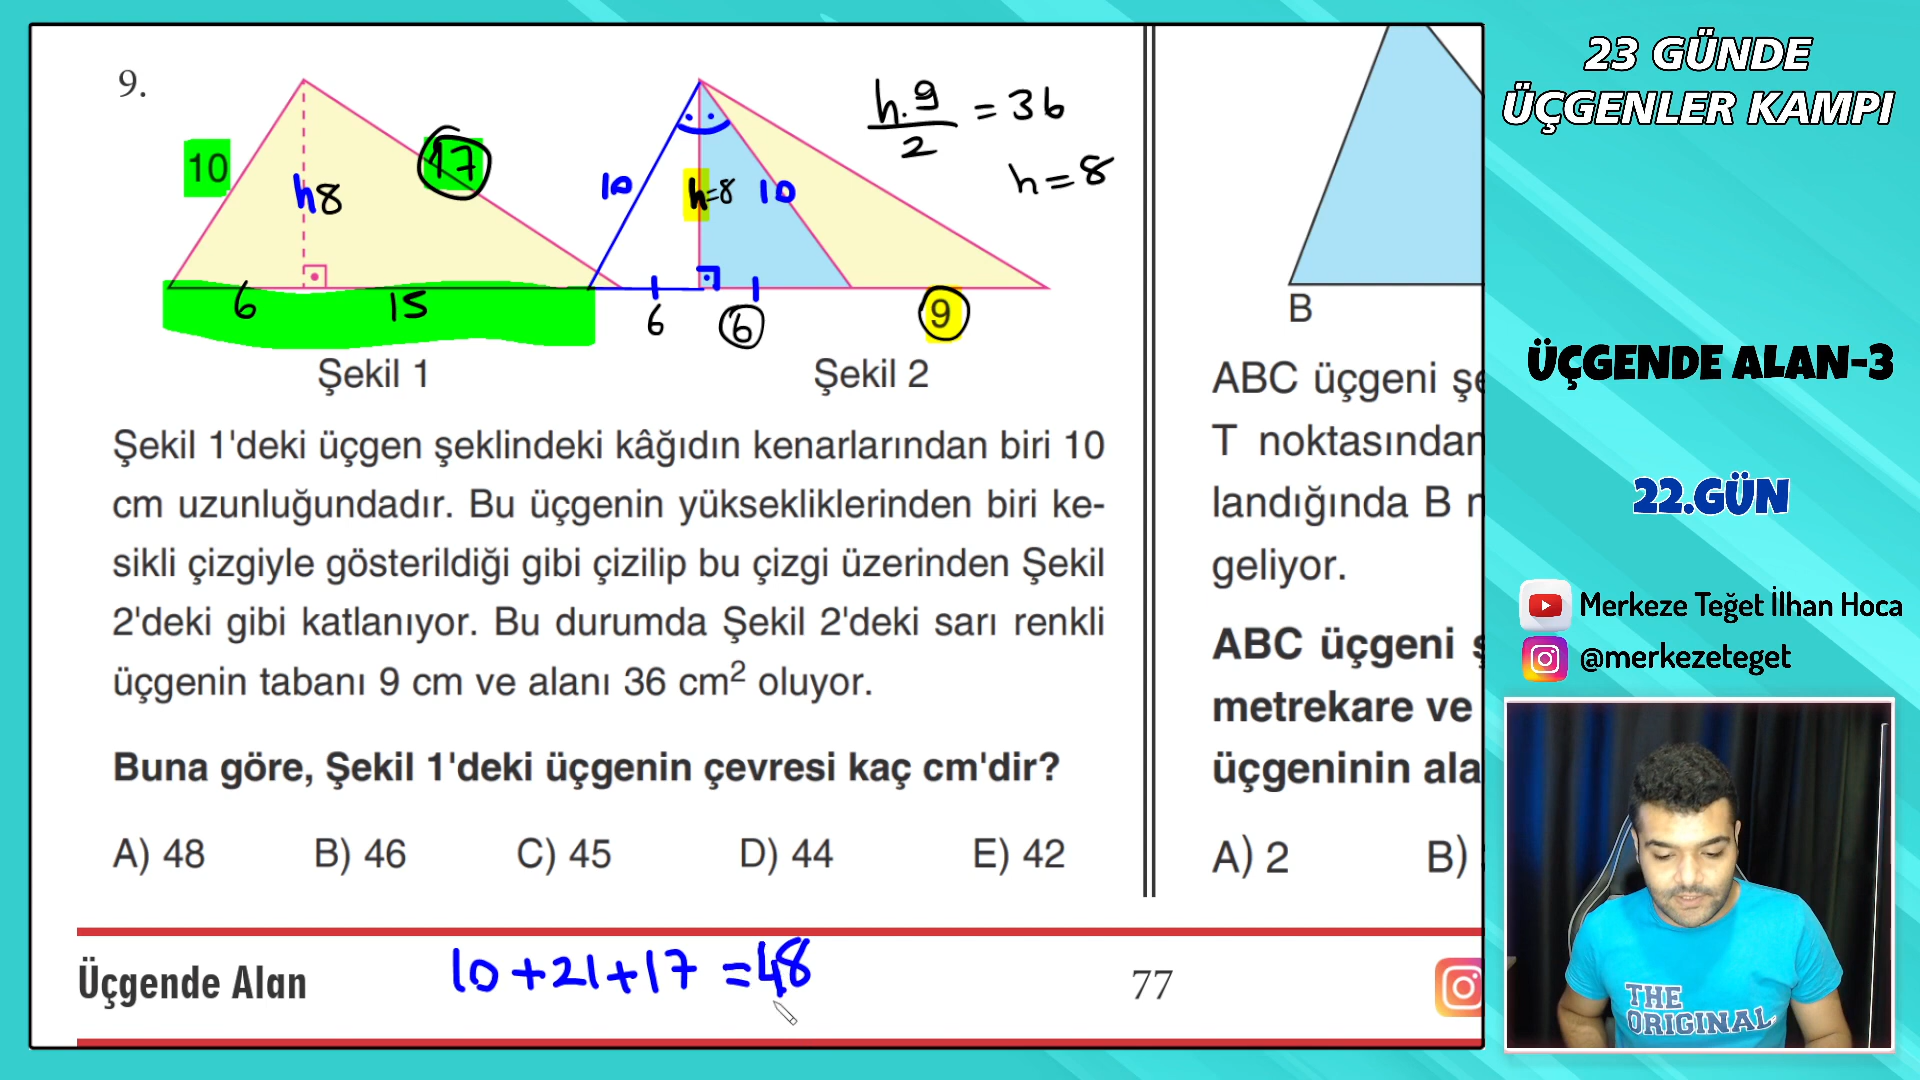 9.
10
h8
17
6
15
Şekil 1
10
h=8
10
6
6
9
Şekil 2
h.9
2
= 36
h=8
Şekil 1'deki üçgen şeklindeki kâğıdın kenarlarından biri 10
cm uzunluğundadır. Bu üçgenin yüksekliklerinden biri ke-
sikli çizgiyle gösterildiği gibi çizilip bu çizgi üzerinden Şekil
2'deki gibi katlanıyor. Bu durumda Şekil 2'deki sarı renkli
üçgenin tabanı 9 cm ve alanı 36 cm² oluyor.
Buna göre, Şekil 1'deki üçgenin çevresi kaç cm'dir?
A) 48 B) 46 C) 45 D) 44 E) 42
Üçgende Alan
10+21+17=48
77
B
ABC üçgeni
T noktasından
landığında B
geliyor.
ABC üçgeni
metrekare ve
üçgeninin ala
A) 2 B)
23 GÜNDE
ÜÇGENLER KAMPI
ÜÇGENDE ALAN-3
22.GÜN
Merkeze Teğet İlhan Hoca
@merkezeteget
THE
ORIGINAL